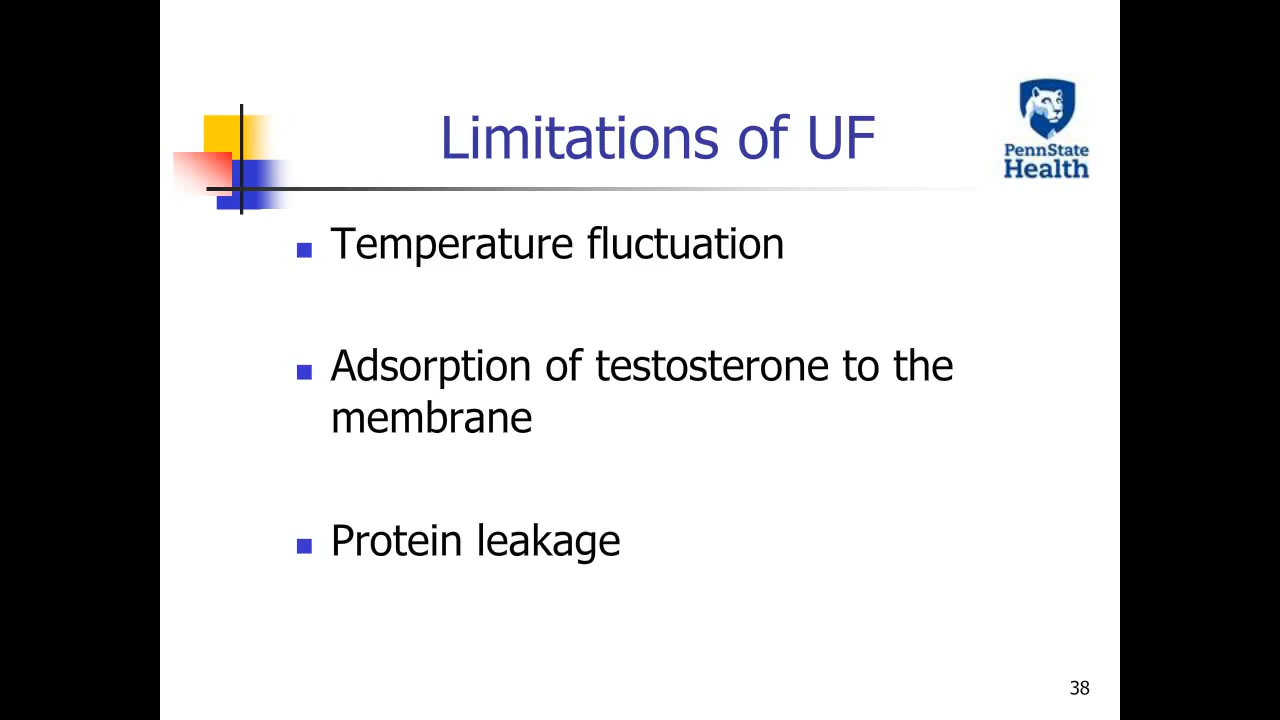 Limitations of UF
PennState
Health
Temperature fluctuation
Adsorption of testosterone to the
membrane
Protein leakage
38